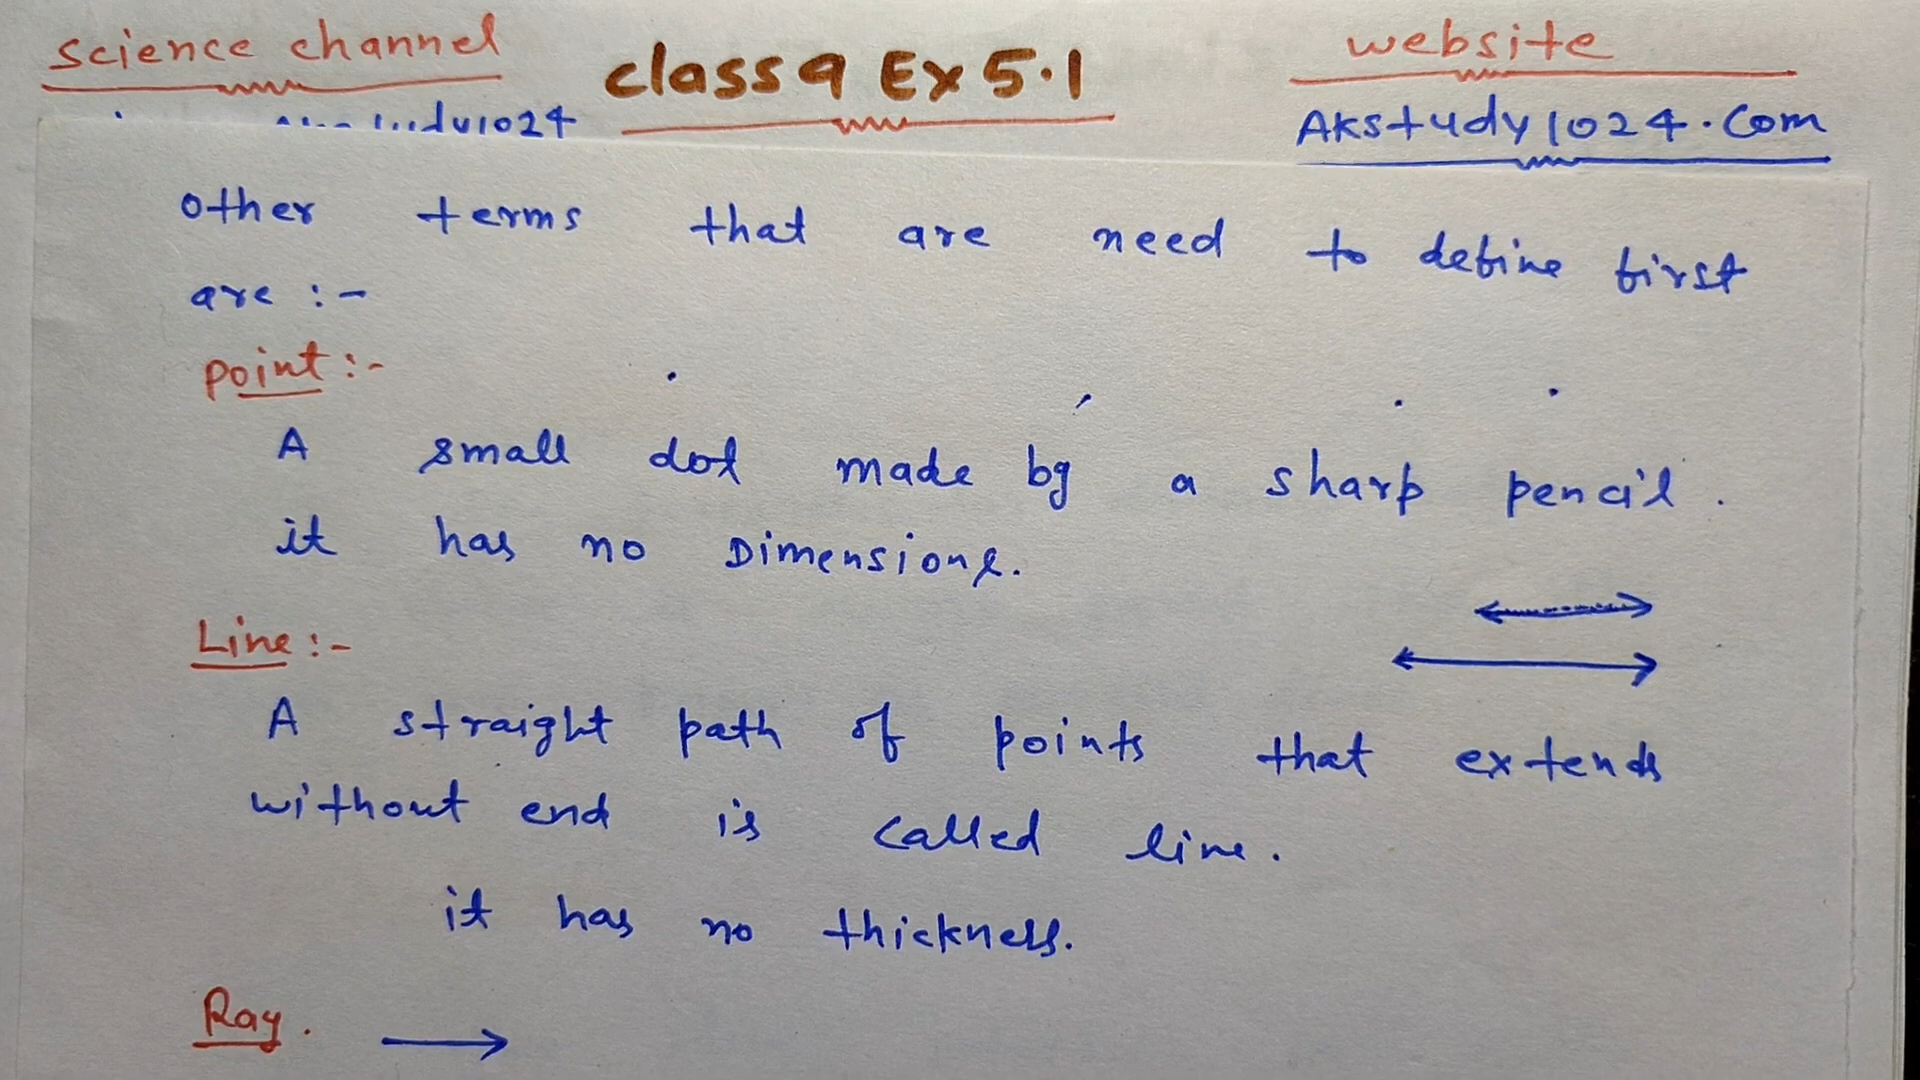 science channel
class 9 Ex 5.1
website
Akstudy1024.Com
other terms that are need to define first
are :-
point :-
A small dot made by a sharp pencil.
it has no Dimensions.
Line :-
A straight path of points that extends
without end is called line.
it has no thickness.
Ray.